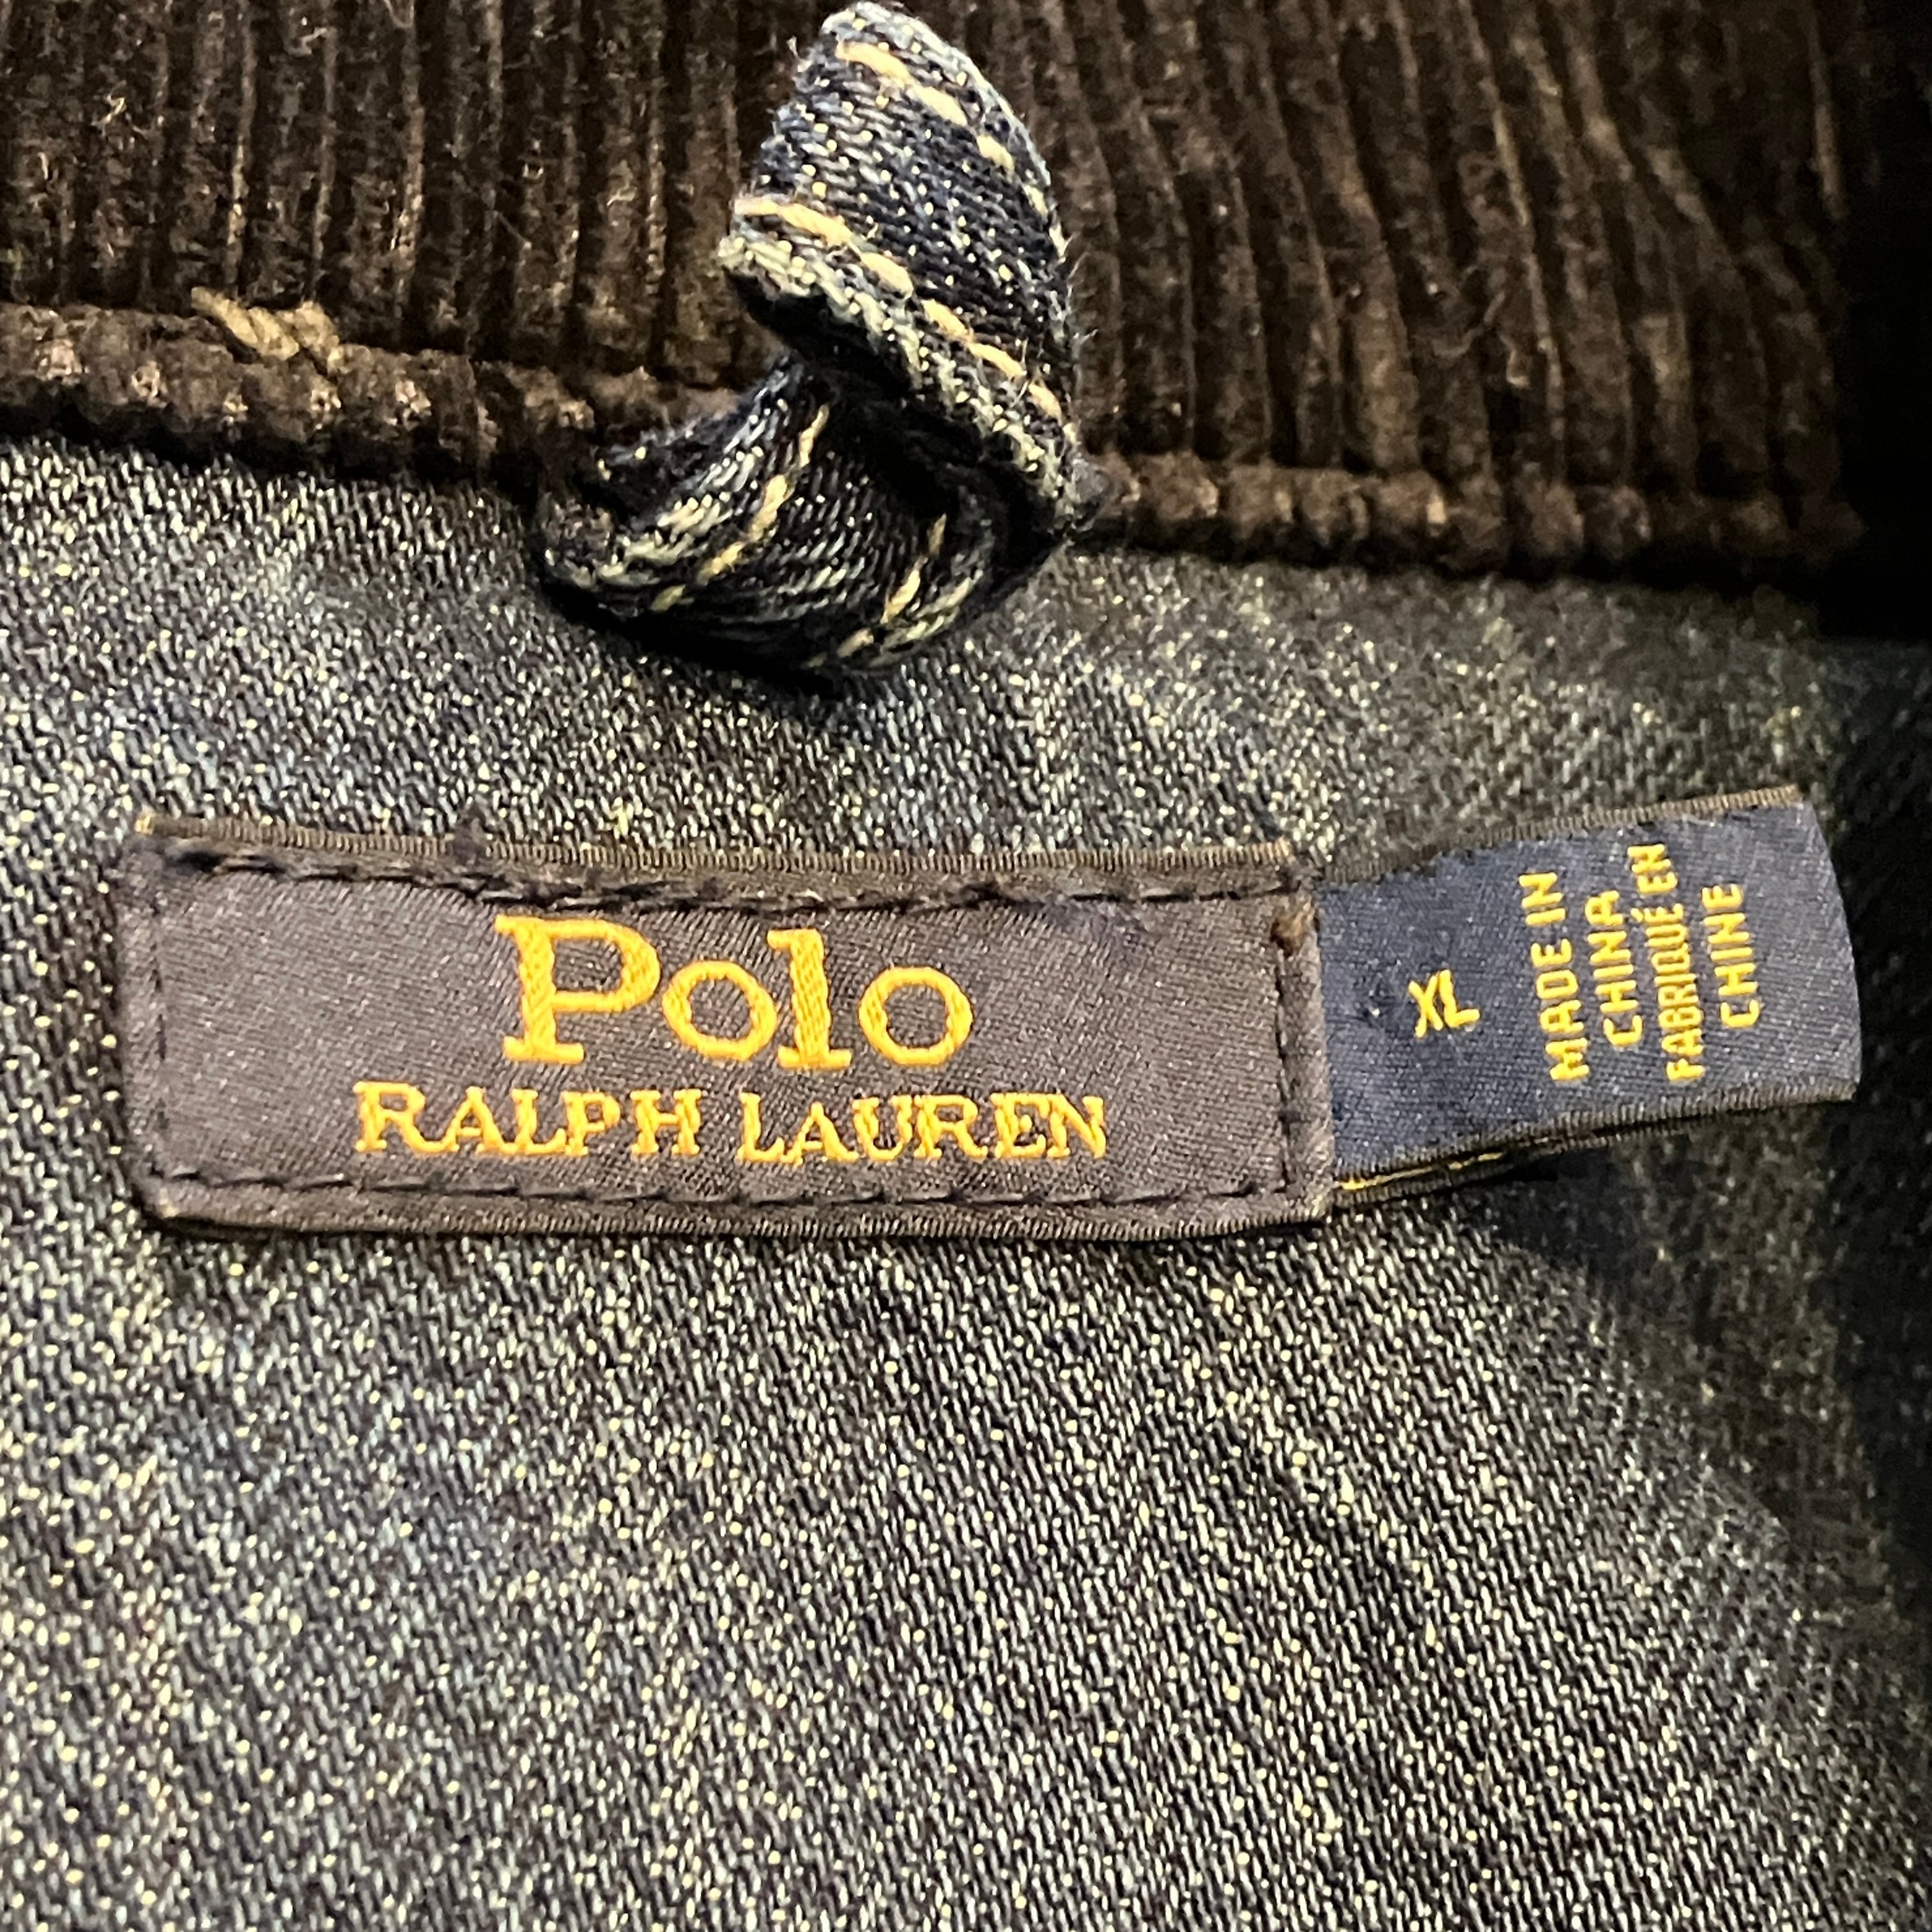 Polo
RALPH LAUREN
XL
MADE IN
CHINA
FABRIQUÉ EN
CHINE